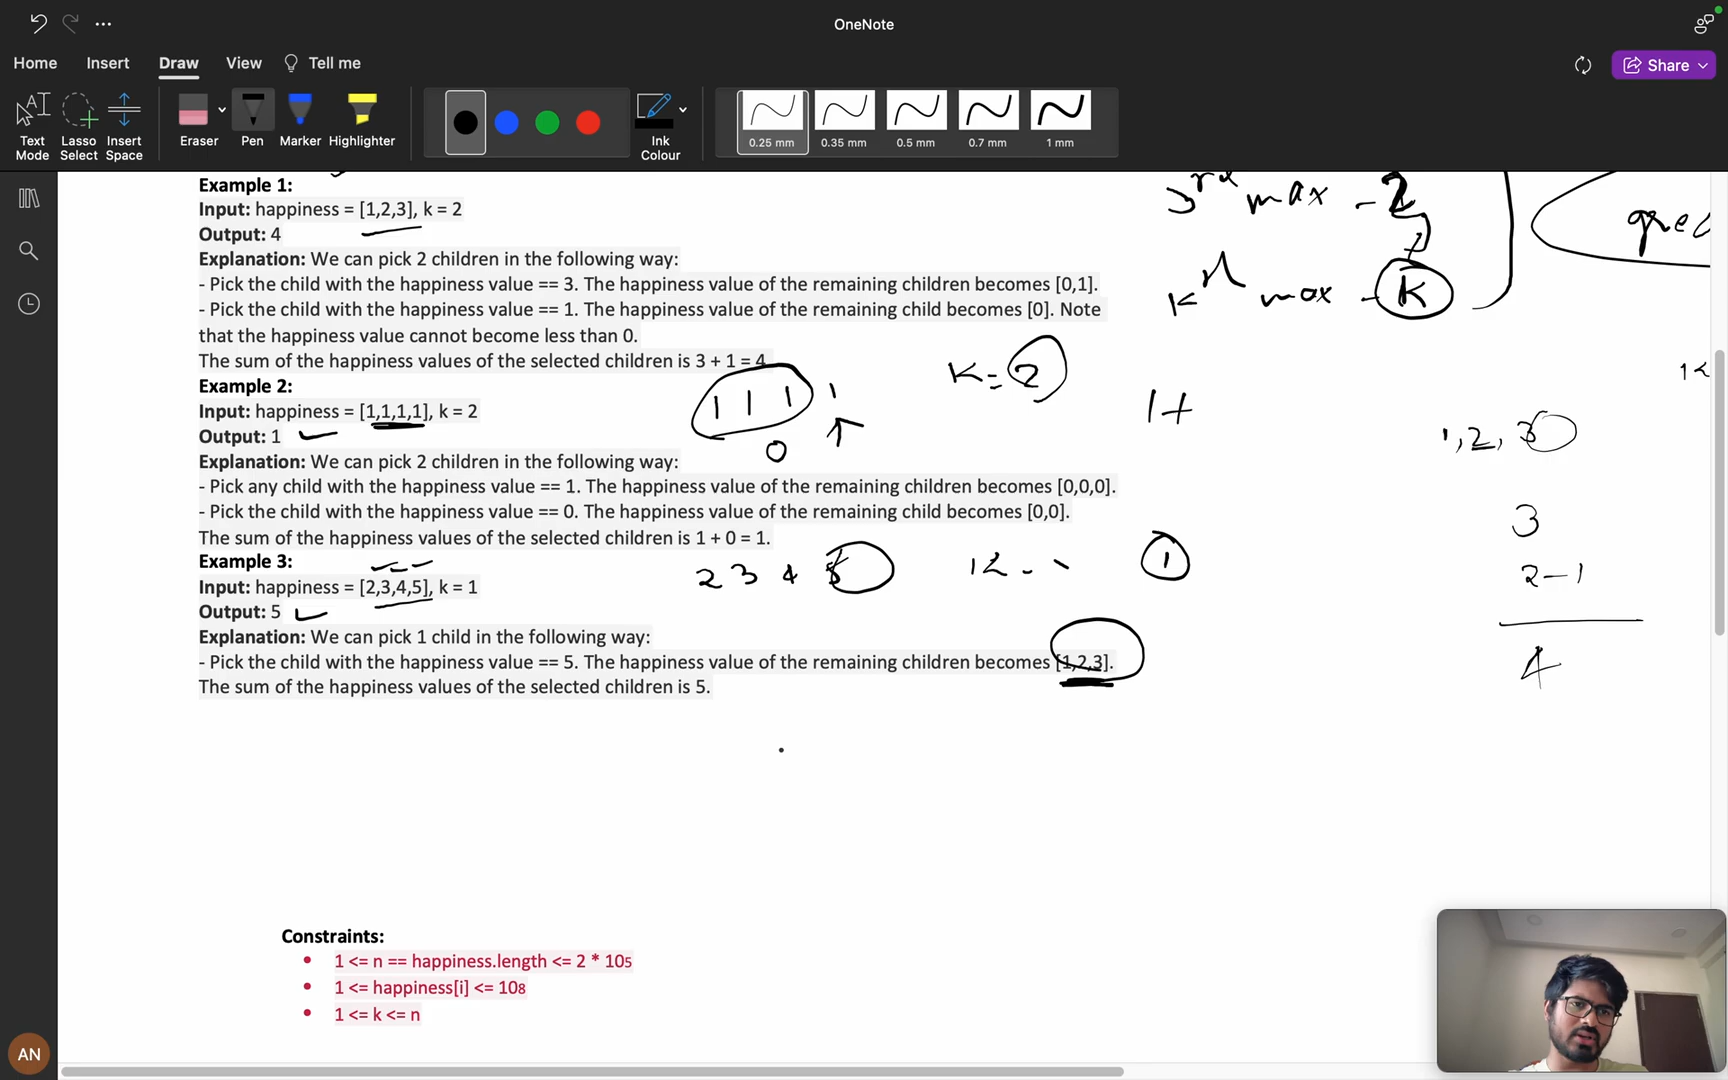 OneNote
Home Insert Draw View Tell me
Share
Text Mode
Lasso Select
Insert Space
Eraser
Pen
Marker
Highlighter
Ink Colour
0.25 mm
0.35 mm
0.5 mm
0.7 mm
1 mm
Example 1:
Input: happiness = [1,2,3], k = 2
Output: 4
Explanation: We can pick 2 children in the following way:
- Pick the child with the happiness value == 3. The happiness value of the remaining children becomes [0,1].
- Pick the child with the happiness value == 1. The happiness value of the remaining child becomes [0]. Note
that the happiness value cannot become less than 0.
The sum of the happiness values of the selected children is 3 + 1 = 4.
Example 2:
Input: happiness = [1,1,1,1], k = 2
Output: 1
Explanation: We can pick 2 children in the following way:
- Pick any child with the happiness value == 1. The happiness value of the remaining children becomes [0,0,0].
- Pick the child with the happiness value == 0. The happiness value of the remaining child becomes [0,0].
The sum of the happiness values of the selected children is 1 + 0 = 1.
Example 3:
Input: happiness = [2,3,4,5], k = 1
Output: 5
Explanation: We can pick 1 child in the following way:
- Pick the child with the happiness value == 5. The happiness value of the remaining children becomes [1,2,3].
The sum of the happiness values of the selected children is 5.
3rd max - 2
kth max - K
K = 2
1 1 1 1
0
1+
2 3 4 5
1
1, 2, 3
3
2-1
4
Constraints:
• 1 <= n == happiness.length <= 2 * 105
• 1 <= happiness[i] <= 108
• 1 <= k <= n
AN